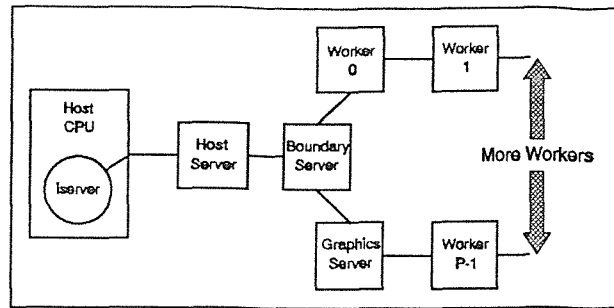 Host
CPU
Iserver
Host
Server
Boundary
Server
Worker
0
Worker
1
More Workers
Graphics
Server
Worker
P-1